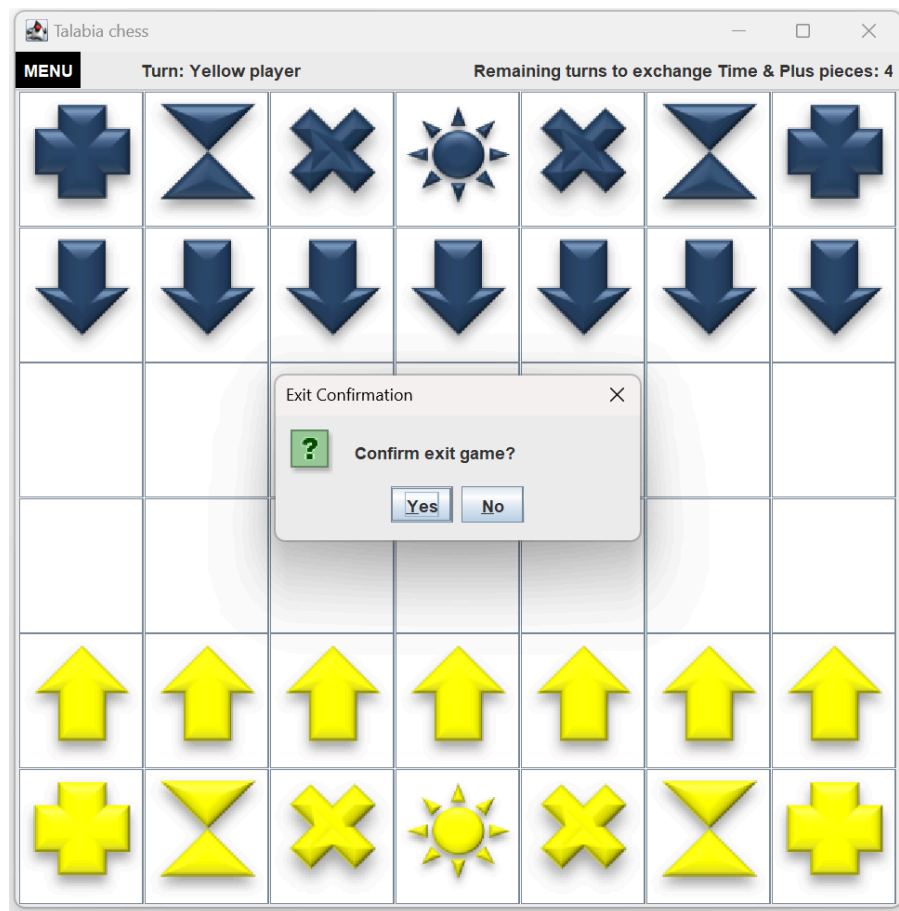 Talabia chess
MENU Turn: Yellow player Remaining turns to exchange Time & Plus pieces: 4
Exit Confirmation
?
Confirm exit game?
Yes No